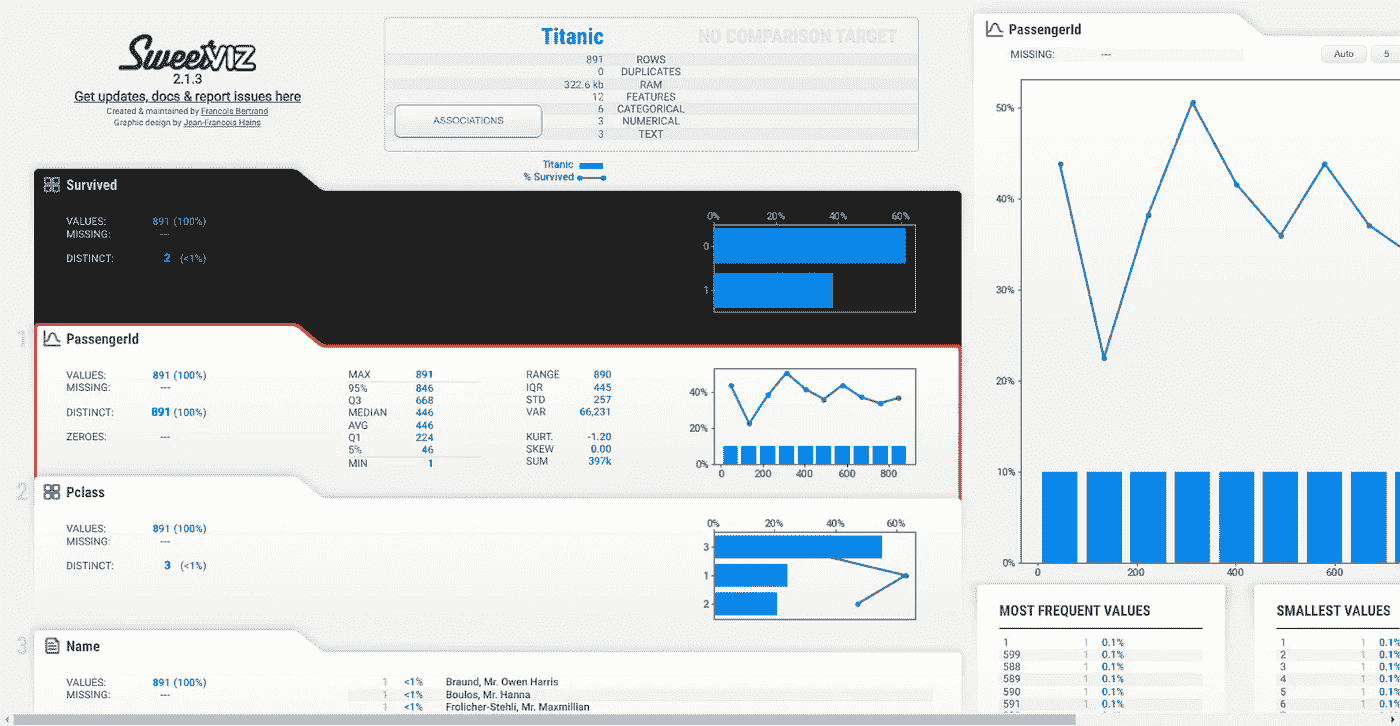 SweetVIZ
2.1.3
Get updates, docs & report issues here
Created & maintained by Francois Bertrand
Graphic design by Jean-Francois Hains
Titanic NO COMPARISON TARGET
891 ROWS
0 DUPLICATES
322.6 kb RAM
12 FEATURES
6 CATEGORICAL
3 NUMERICAL
3 TEXT
ASSOCIATIONS
Titanic
% Survived
Survived
VALUES: 891 (100%)
MISSING: ---
DISTINCT: 2 (<1%)
0% 20% 40% 60%
0
1
1 PassengerId
VALUES: 891 (100%)
MISSING: ---
DISTINCT: 891 (100%)
ZEROES: ---
MAX 891
95% 846
Q3 668
MEDIAN 446
AVG 446
Q1 224
5% 46
MIN 1
RANGE 890
IQR 445
STD 257
VAR 66,231
KURT. -1.20
SKEW 0.00
SUM 397k
40%
20%
0%
0 200 400 600 800
2 Pclass
VALUES: 891 (100%)
MISSING: ---
DISTINCT: 3 (<1%)
0% 20% 40% 60%
3
1
2
3 Name
VALUES: 891 (100%)
MISSING: ---
1 <1% Braund, Mr. Owen Harris
1 <1% Boulos, Mr. Hanna
1 <1% Frolicher-Stehli, Mr. Maxmillian
PassengerId
MISSING: ---
Auto 5
50%
40%
30%
20%
10%
0%
0 200 400 600
MOST FREQUENT VALUES
1 1 0.1%
599 1 0.1%
588 1 0.1%
589 1 0.1%
590 1 0.1%
591 1 0.1%
SMALLEST VALUES
1 1 0.1%
2 1 0.1%
3 1 0.1%
4 1 0.1%
5 1 0.1%
6 1 0.1%